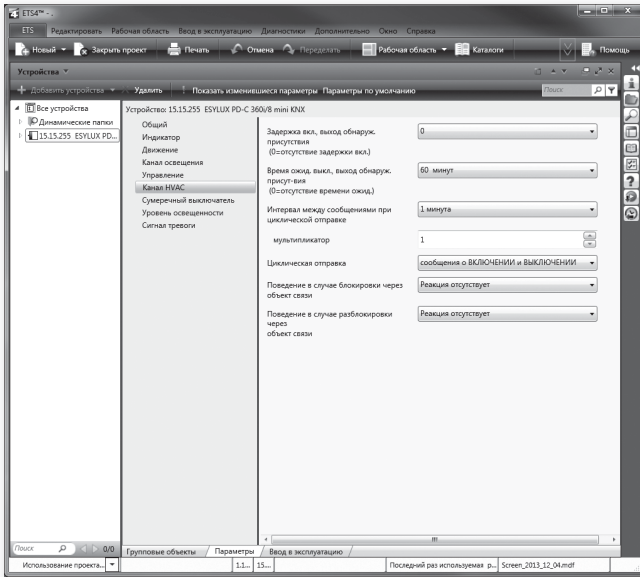 ETS4™ - .
ETS Редактировать Рабочая область Ввод в эксплуатацию Диагностики Дополнительно Окно Справка
Новый Закрыть проект Печать Отмена Переделать Рабочая область Каталоги Помощь
Устройства
Добавить устройства Удалить Показать изменившиеся параметры Параметры по умолчанию Поиск
Все устройства
Динамические папки
15.15.255 ESYLUX PD...
Устройство: 15.15.255 ESYLUX PD-C 360i/8 mini KNX
Общий
Индикатор
Движение
Канал освещения
Управление
Канал HVAC
Сумеречный выключатель
Уровень освещенности
Сигнал тревоги
Задержка вкл., выход обнаруж.
присутствия
(0=отсутствие задержки вкл.)
0
Время ожид. выкл., выход обнаруж.
присут-вия
(0=отсутствие времени ожид.)
60 минут
Интервал между сообщениями при
циклической отправке
1 минута
мультипликатор
1
Циклическая отправка
сообщения о ВКЛЮЧЕНИИ и ВЫКЛЮЧЕНИИ
Поведение в случае блокировки через
объект связи
Реакция отсутствует
Поведение в случае разблокировки
через
объект связи
Реакция отсутствует
Поиск 0/0
Групповые объекты Параметры Ввод в эксплуатацию
Использование проекта... 1.1... 15.... Последний раз используемая р... Screen_2013_12_04.mdf